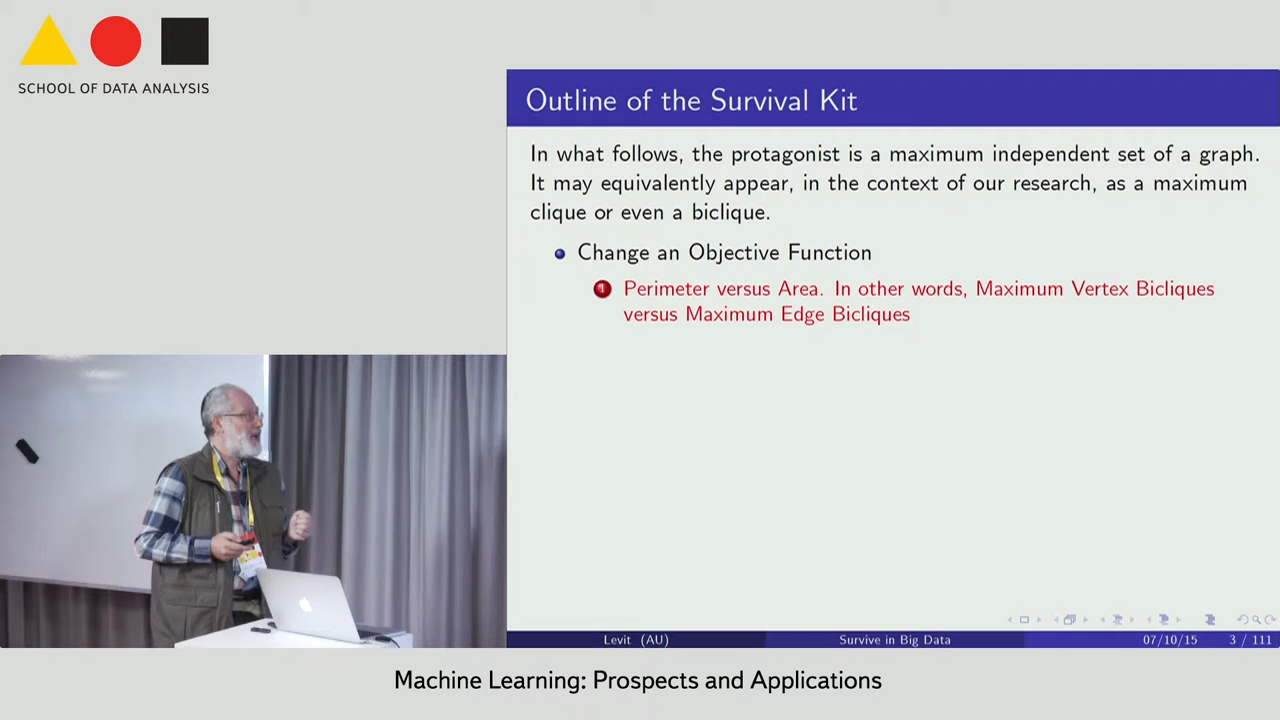 SCHOOL OF DATA ANALYSIS
Outline of the Survival Kit
In what follows, the protagonist is a maximum independent set of a graph.
It may equivalently appear, in the context of our research, as a maximum
clique or even a biclique.
Change an Objective Function
1 Perimeter versus Area. In other words, Maximum Vertex Bicliques
versus Maximum Edge Bicliques
Levit (AU) Survive in Big Data 07/10/15 3 / 111
Machine Learning: Prospects and Applications